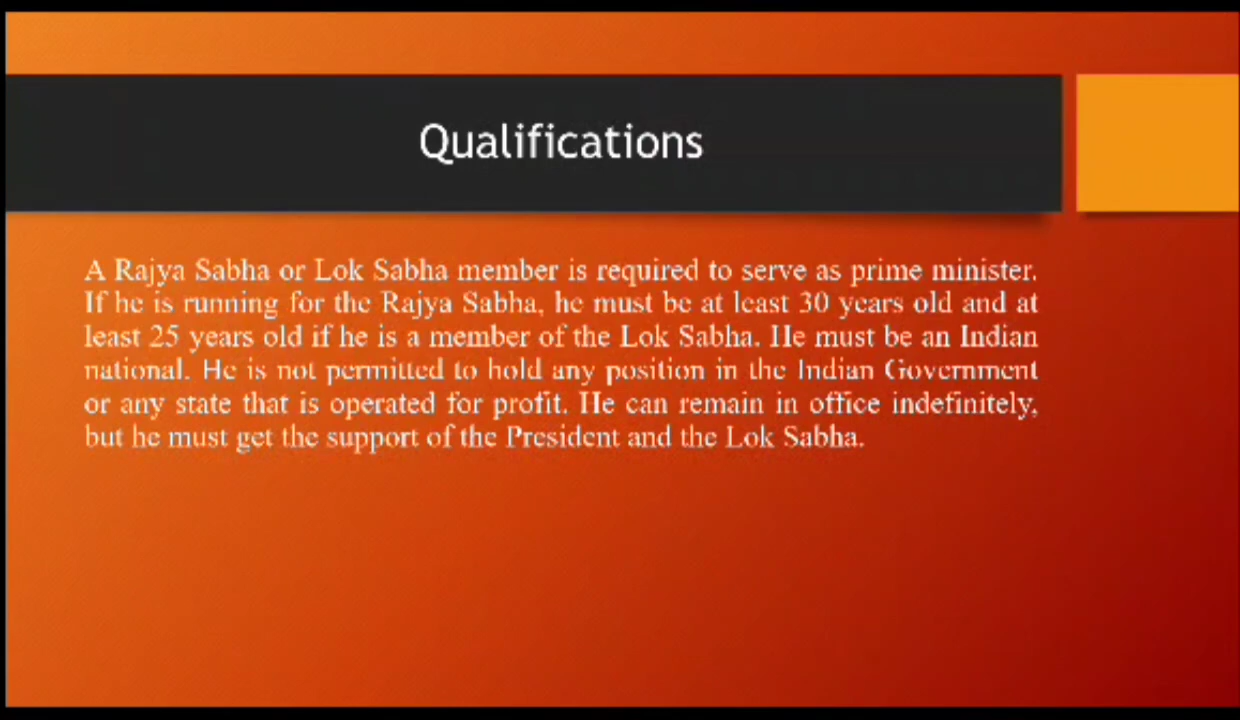 Qualifications
A Rajya Sabha or Lok Sabha member is required to serve as prime minister.
If he is running for the Rajya Sabha, he must be at least 30 years old and at
least 25 years old if he is a member of the Lok Sabha. He must be an Indian
national. He is not permitted to hold any position in the Indian Government
or any state that is operated for profit. He can remain in office indefinitely,
but he must get the support of the President and the Lok Sabha.